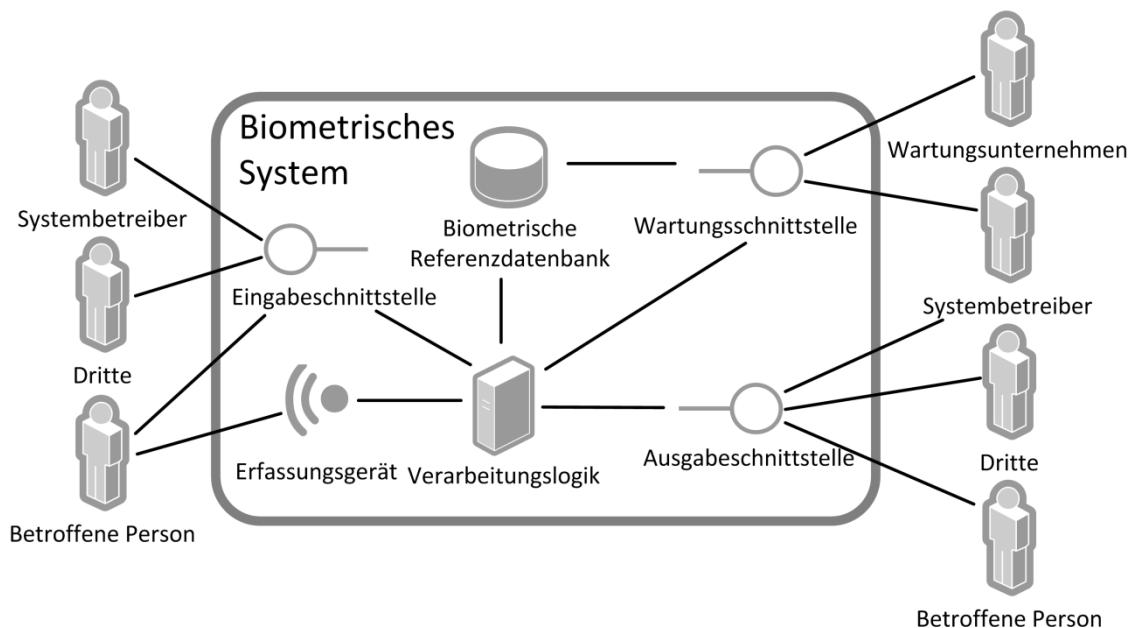 Biometrisches
System
Systembetreiber
Dritte
Betroffene Person
Eingabeschnittstelle
Erfassungsgerät
Biometrische
Referenzdatenbank
Verarbeitungslogik
Wartungsschnittstelle
Ausgabeschnittstelle
Wartungsunternehmen
Systembetreiber
Dritte
Betroffene Person